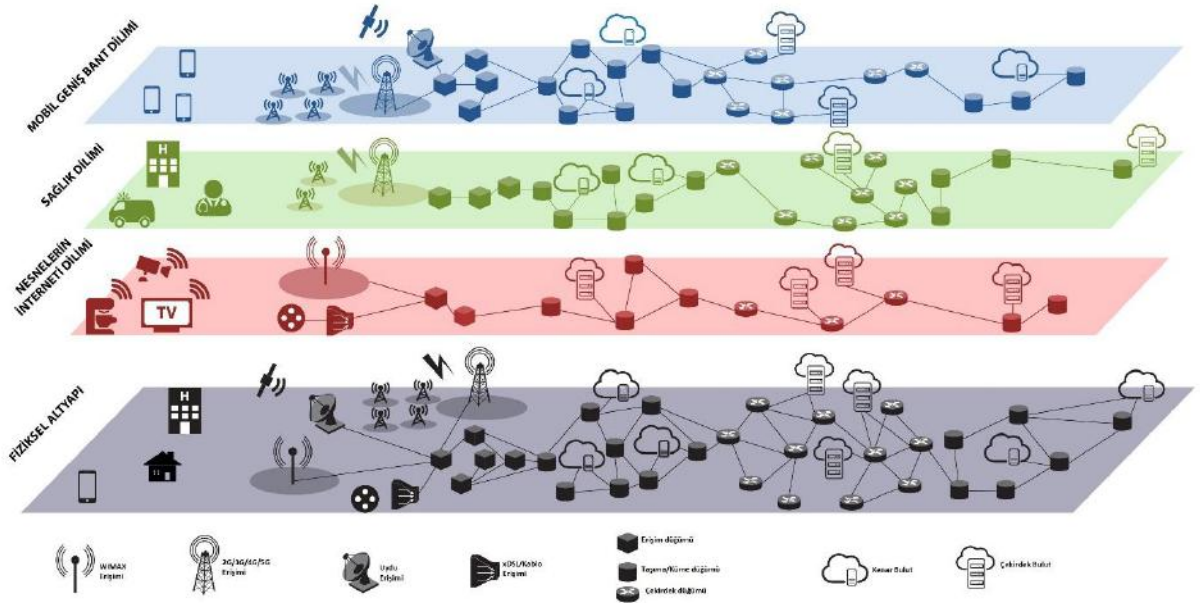 MOBİL GENİŞ BANT DİLİMİ
SAĞLIK DİLİMİ
H
NESNELERİN
İNTERNETİ DİLİMİ
TV
FİZİKSEL ALTYAPI
H
WiMAX
Erişimi
2G/3G/4G/5G
Erişimi
Uydu
Erişimi
xDSL/Kablo
Erişimi
Erişim düğümü
Taşıma/Küme düğümü
Çekirdek düğümü
Kenar Bulut
Çekirdek Bulut